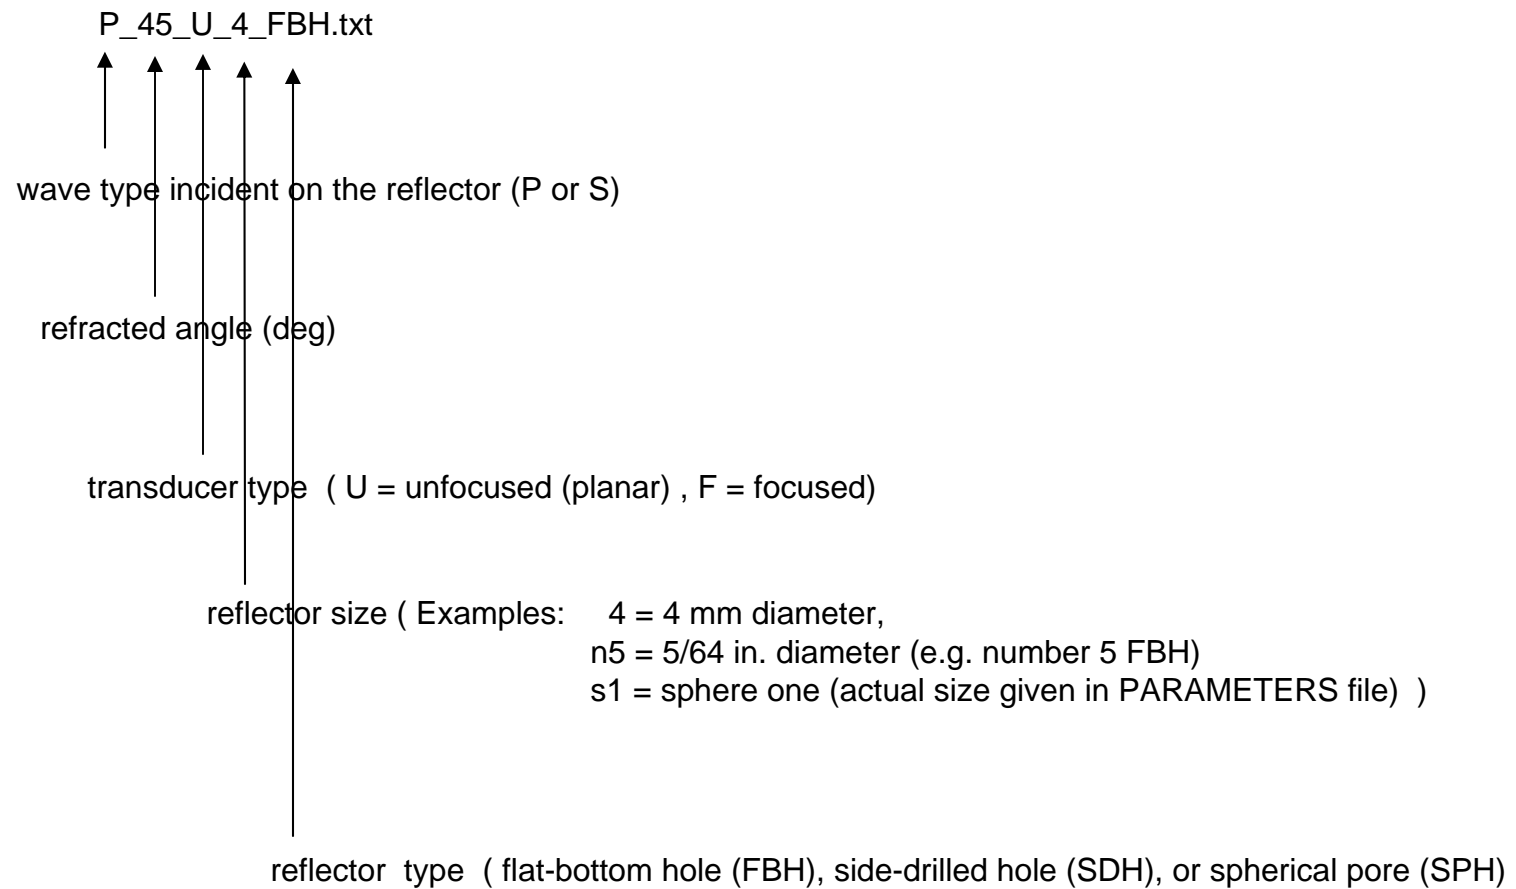 P_45_U_4_FBH.txt
wave type incident on the reflector (P or S)
refracted angle (deg)
transducer type ( U = unfocused (planar) , F = focused)
reflector size ( Examples: 4 = 4 mm diameter,
n5 = 5/64 in. diameter (e.g. number 5 FBH)
s1 = sphere one (actual size given in PARAMETERS file) )
reflector type ( flat-bottom hole (FBH), side-drilled hole (SDH), or spherical pore (SPH)